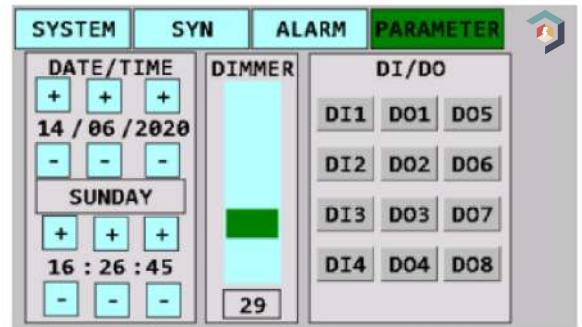 SYSTEM SYN ALARM PARAMETER
DATE/TIME
+ + +
14 / 06 / 2020
- - -
SUNDAY
+ + +
16 : 26 : 45
- - -
DIMMER
29
DI/DO
DI1 DO1 DO5
DI2 DO2 DO6
DI3 DO3 DO7
DI4 DO4 DO8